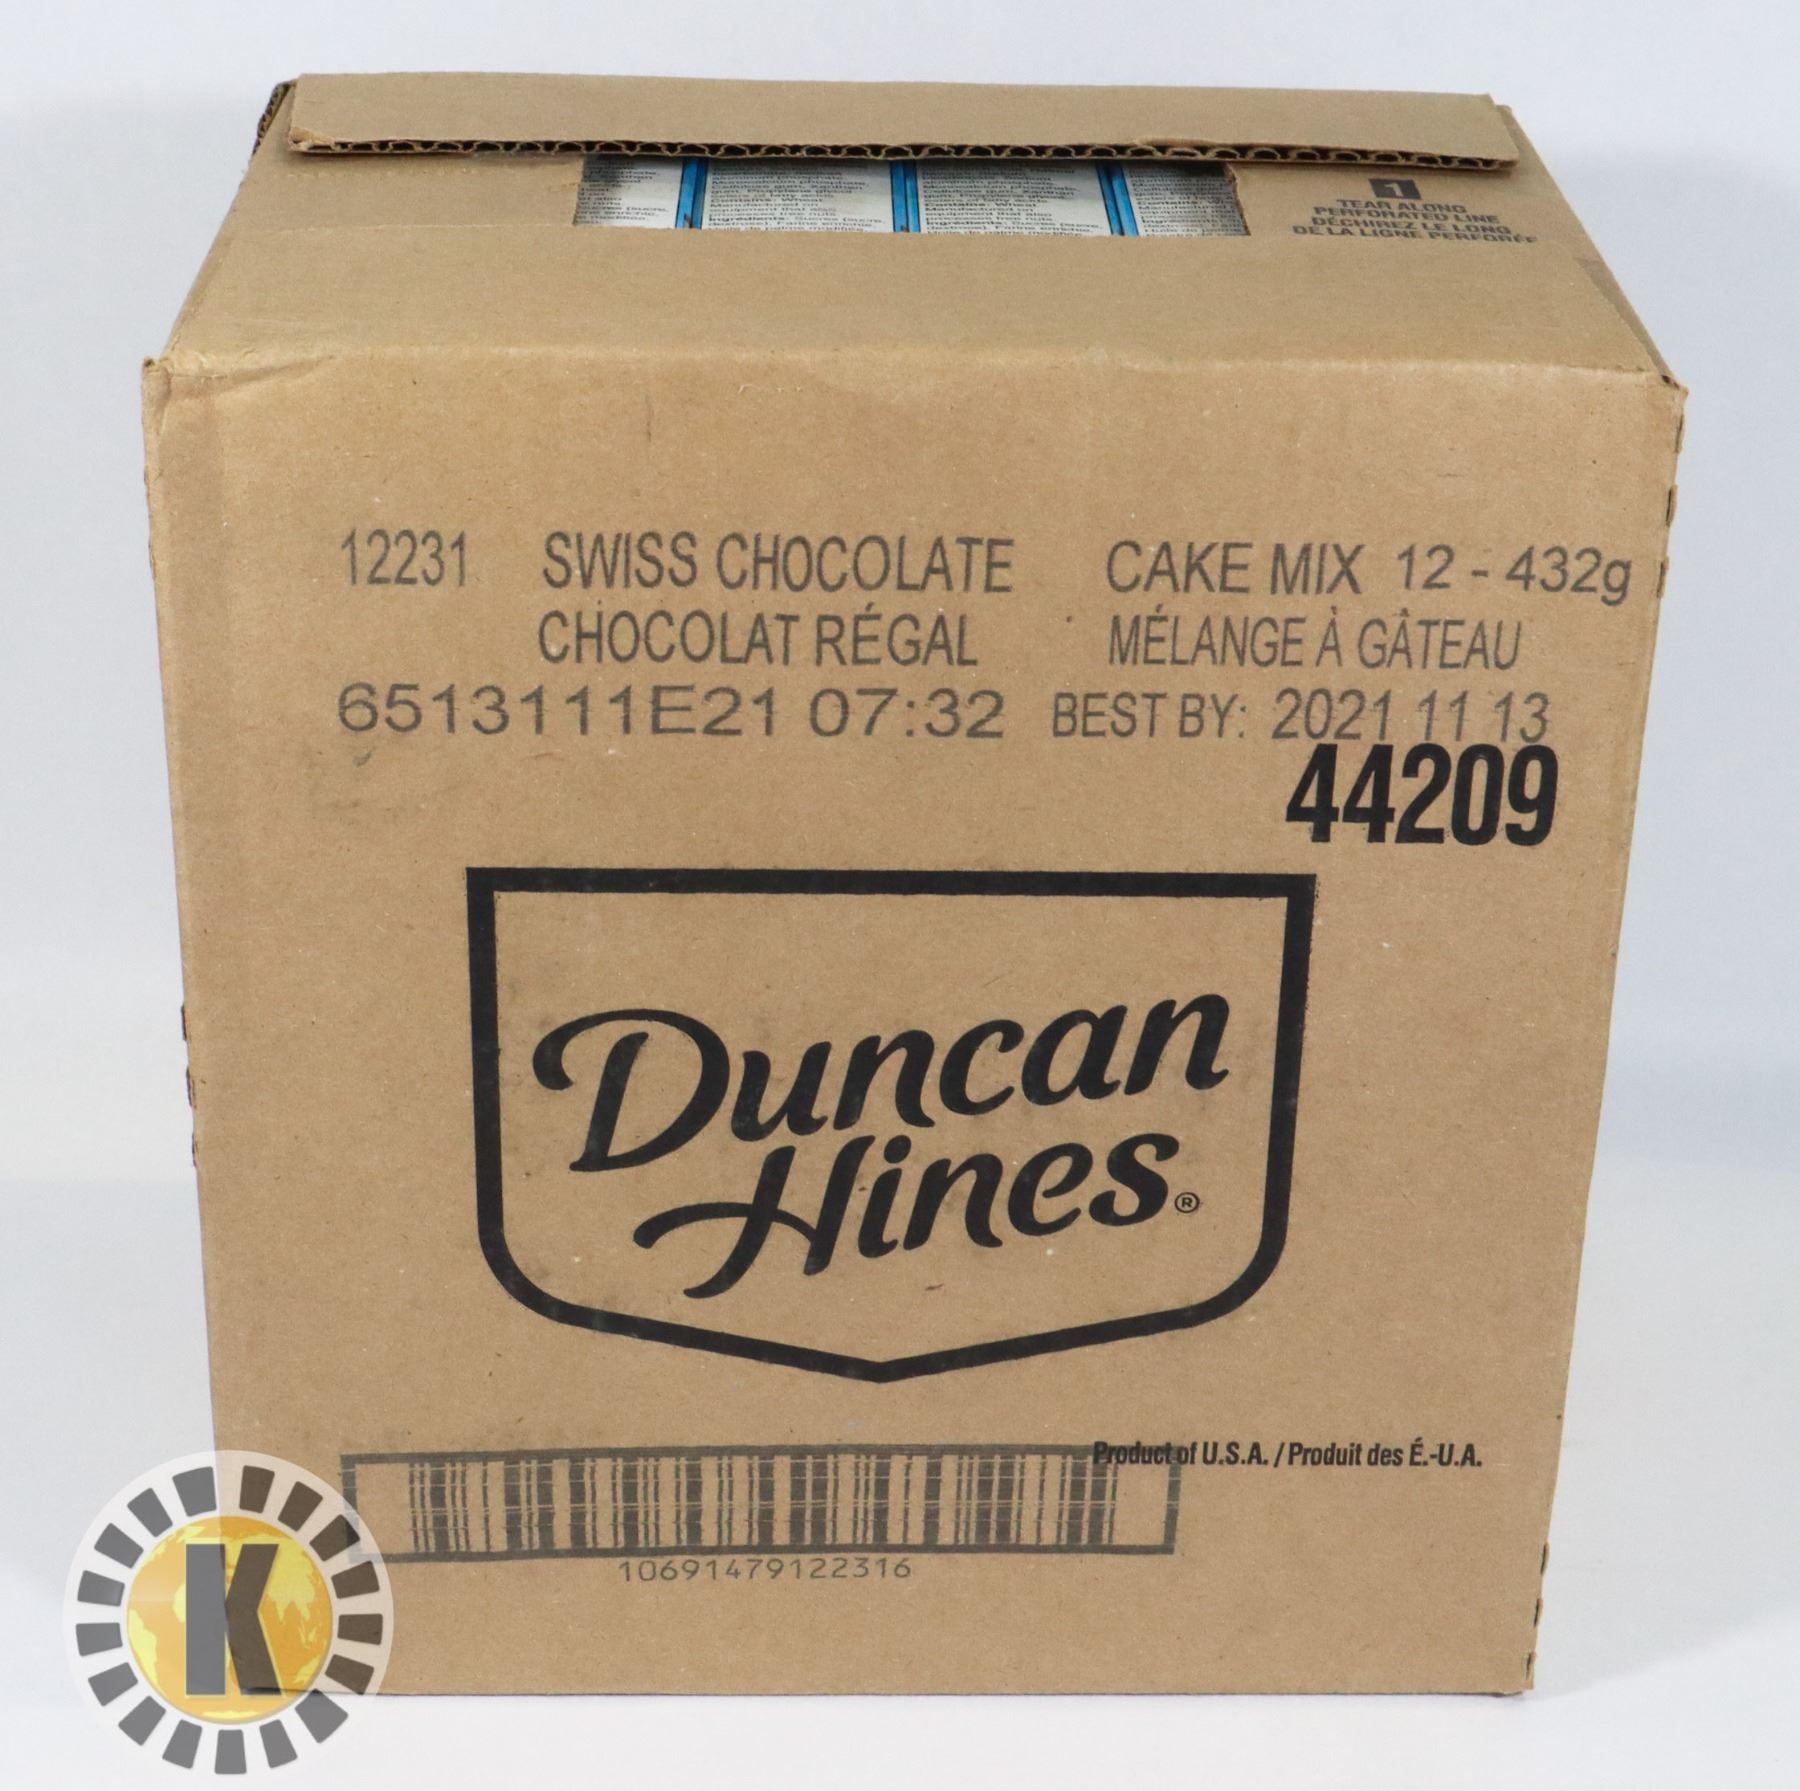 1
TEAR ALONG
PERFORATED LINE
DÉCHIREZ LE LONG
DE LA LIGNE PERFORÉE
12231 SWISS CHOCOLATE CAKE MIX 12 - 432g
CHOCOLAT RÉGAL MÉLANGE À GÂTEAU
6513111E21 07:32 BEST BY: 2021 11 13
44209
Duncan
Hines®
Product of U.S.A. / Produit des É.-U.A.
10691479122316
K